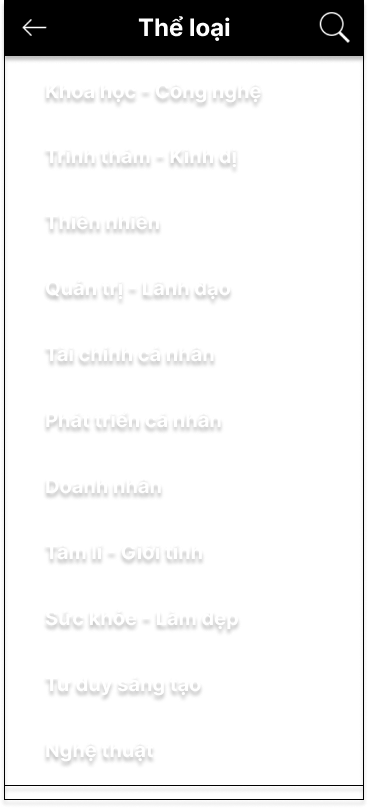 Thể loại
Khoa học - Công nghệ
Trinh thám - Kinh dị
Thiên nhiên
Quản trị - Lãnh đạo
Tài chính cá nhân
Phát triển cá nhân
Doanh nhân
Tâm lí - Giới tính
Sức khỏe - Làm đẹp
Tư duy sáng tạo
Nghệ thuật